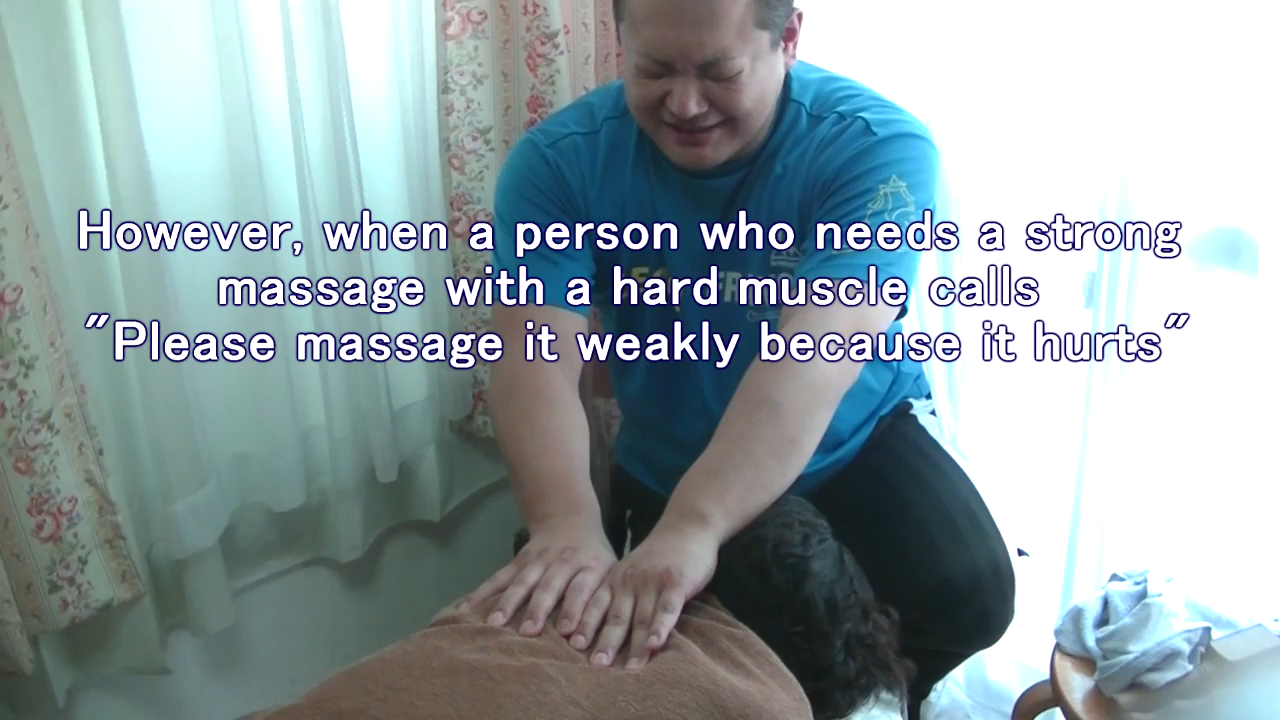 However, when a person who needs a strong
massage with a hard muscle calls
"Please massage it weakly because it hurts"